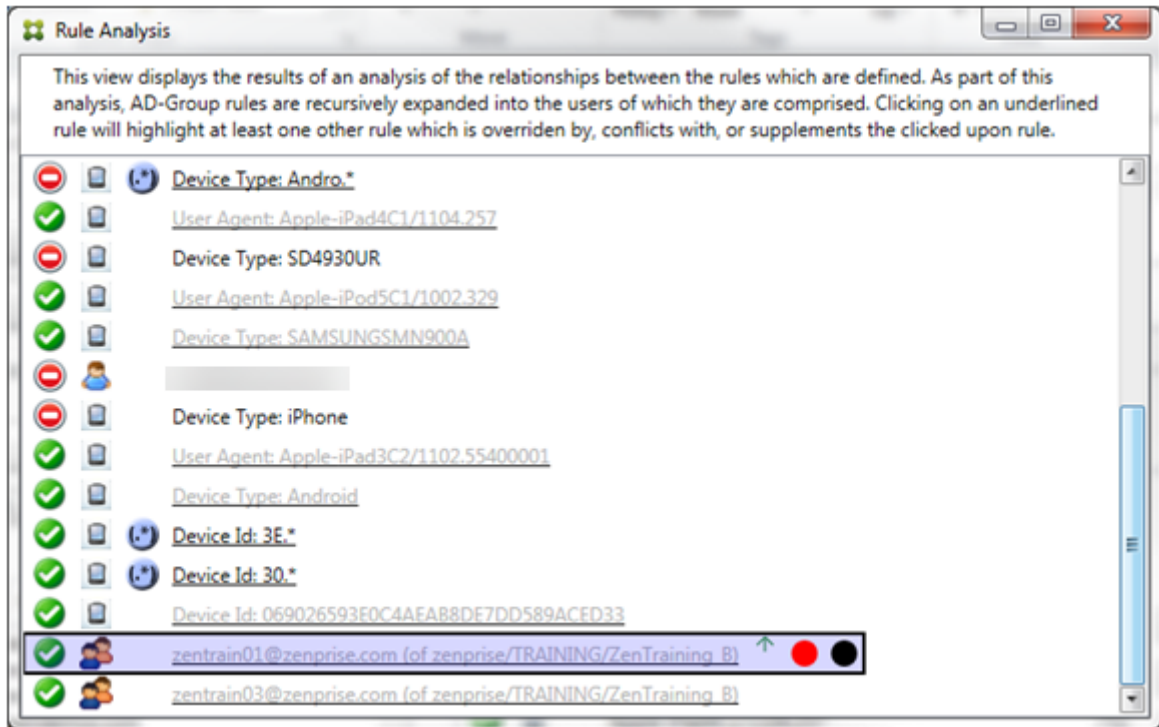 Rule Analysis
This view displays the results of an analysis of the relationships between the rules which are defined. As part of this
analysis, AD-Group rules are recursively expanded into the users of which they are comprised. Clicking on an underlined
rule will highlight at least one other rule which is overriden by, conflicts with, or supplements the clicked upon rule.
(.*) Device Type: Andro.*
User Agent: Apple-iPad4C1/1104.257
Device Type: SD4930UR
User Agent: Apple-iPod5C1/1002.329
Device Type: SAMSUNGSMN900A
Device Type: iPhone
User Agent: Apple-iPad3C2/1102.55400001
Device Type: Android
(.*) Device Id: 3E.*
(.*) Device Id: 30.*
Device Id: 069026593E0C4AEAB8DE7DD589ACED33
zentrain01@zenprise.com (of zenprise/TRAINING/ZenTraining B)
zentrain03@zenprise.com (of zenprise/TRAINING/ZenTraining B)